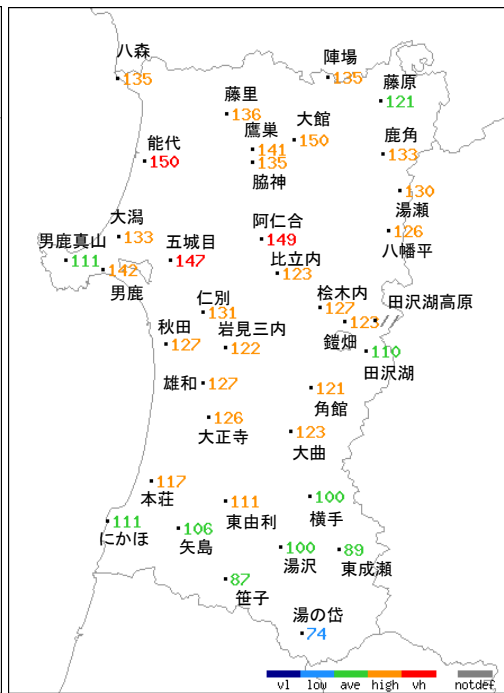 八森
135
陣場
135
藤里
136
藤原
121
大館
150
鷹巣
141
135
脇神
能代
150
鹿角
133
130
湯瀬
大潟
133
阿仁合
149
126
八幡平
男鹿真山
111
五城目
147
比立内
123
142
男鹿
仁別
131
桧木内
127
田沢湖高原
123
鎧畑
秋田
127
岩見三内
122
110
田沢湖
雄和
127
121
角館
126
大正寺
123
大曲
117
本荘
111
東由利
100
横手
111
にかほ
106
矢島
100
湯沢
89
東成瀬
87
笹子
湯の岱
74
vl low ave high vh notdef